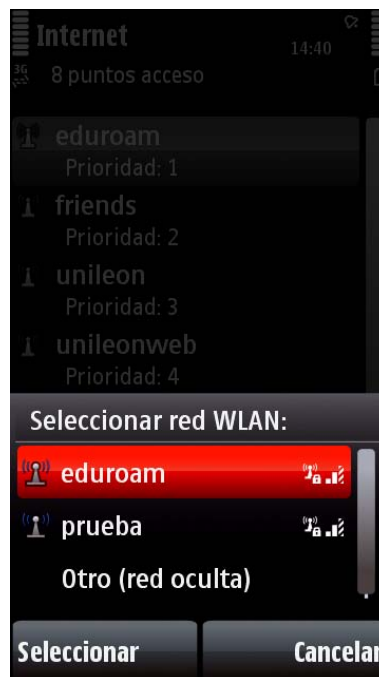 Internet
14:40
3G
8 puntos acceso
eduroam
Prioridad: 1
friends
Prioridad: 2
unileon
Prioridad: 3
unileonweb
Prioridad: 4
Seleccionar red WLAN:
eduroam
prueba
Otro (red oculta)
Seleccionar
Cancelar